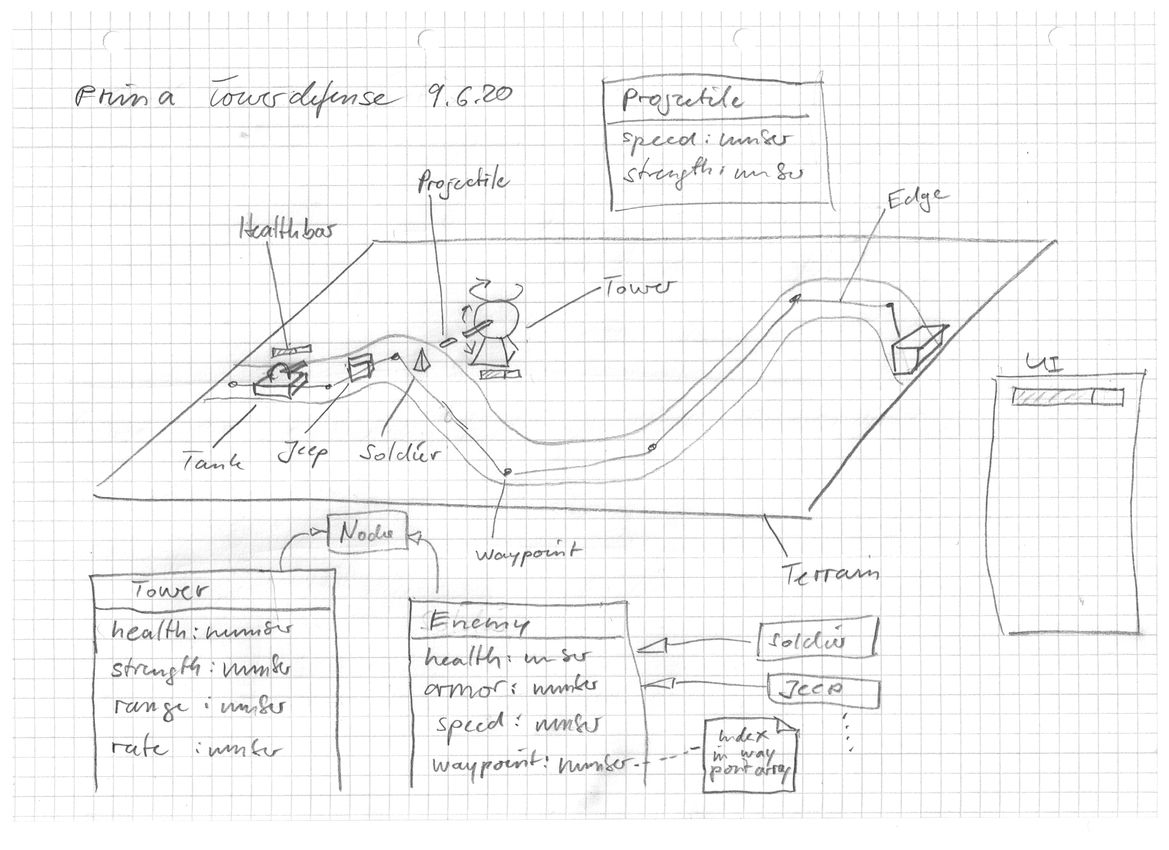 Prima Towerdefense 9.6.20
Projectile
speed: number
strength: number
Projectile
Edge
Healthbar
Tower
UI
Tank
Jeep
Soldier
waypoint
Terrain
Node
Tower
health: number
strength: number
range: number
rate: number
Enemy
health: number
armor: number
speed: number
waypoint: number
Soldier
Jeep
index
in way
point array